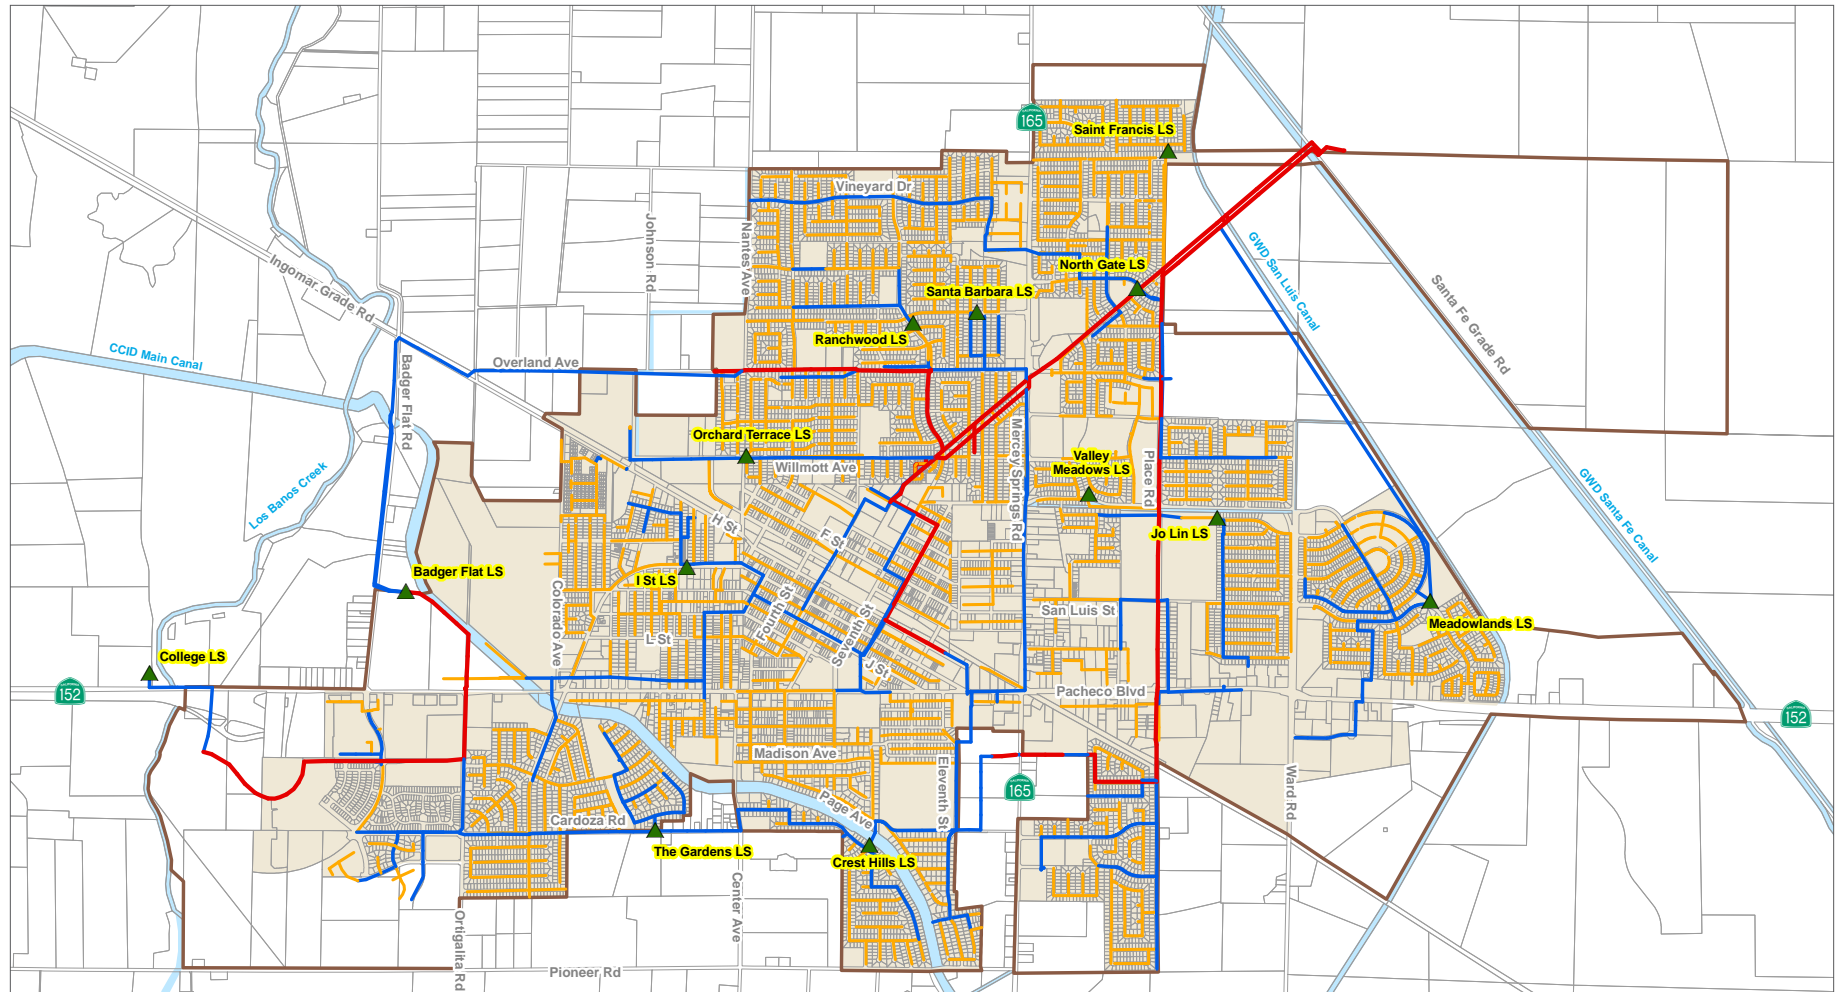 165
Saint Francis LS
Vineyard Dr
Johnson Rd
Nantes Ave
GWD San Luis Canal
North Gate LS
Ingomar Grade Rd
Santa Barbara LS
Santa Fe Grade Rd
Ranchwood LS
CCID Main Canal
Overland Ave
Badger Flat Rd
Orchard Terrace LS
Mercey Springs Rd
Valley
Meadows LS
Place Rd
Willmott Ave
GWD Santa Fe Canal
Los Banos Creek
H St
F St
Jo Lin LS
Badger Flat LS
I St LS
Colorado Ave
Fourth St
Seventh St
San Luis St
Meadowlands LS
L St
J St
College LS
152
Pacheco Blvd
152
Madison Ave
Eleventh St
165
Ward Rd
Page Ave
Cardoza Rd
The Gardens LS
Crest Hills LS
Center Ave
Ortigalita Rd
Pioneer Rd